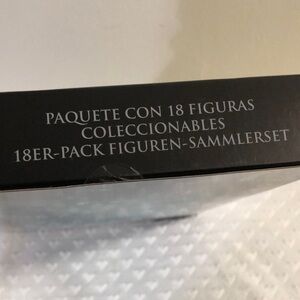 PAQUETE CON 18 FIGURAS
COLECCIONABLES
18ER-PACK FIGUREN-SAMMLERSET